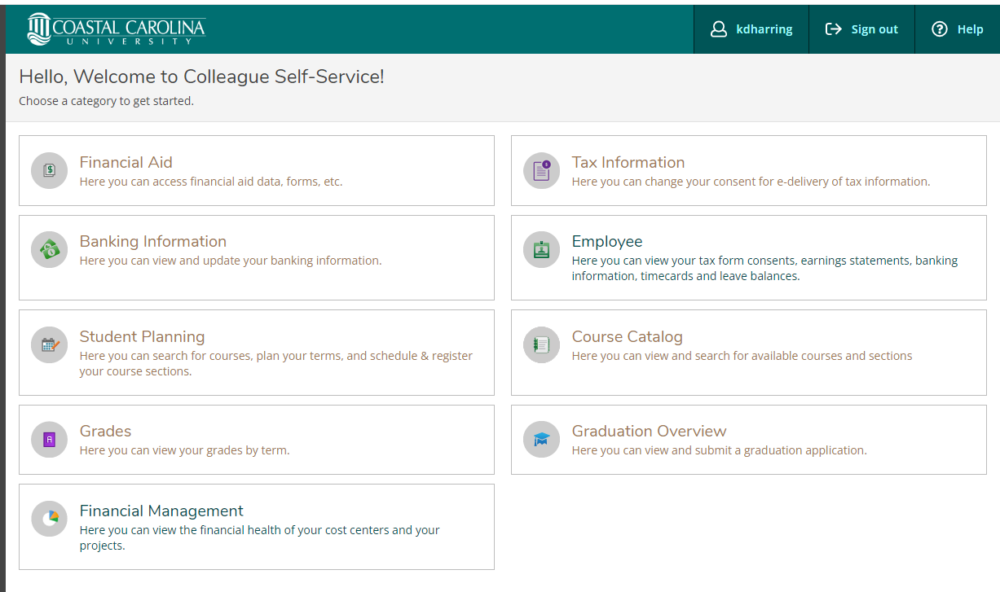 COASTAL CAROLINA
UNIVERSITY
kdharring
Sign out
Help
Hello, Welcome to Colleague Self-Service!
Choose a category to get started.
Financial Aid
Here you can access financial aid data, forms, etc.
Tax Information
Here you can change your consent for e-delivery of tax information.
Banking Information
Here you can view and update your banking information.
Employee
Here you can view your tax form consents, earnings statements, banking
information, timecards and leave balances.
Student Planning
Here you can search for courses, plan your terms, and schedule & register
your course sections.
Course Catalog
Here you can view and search for available courses and sections
Grades
Here you can view your grades by term.
Graduation Overview
Here you can view and submit a graduation application.
Financial Management
Here you can view the financial health of your cost centers and your
projects.